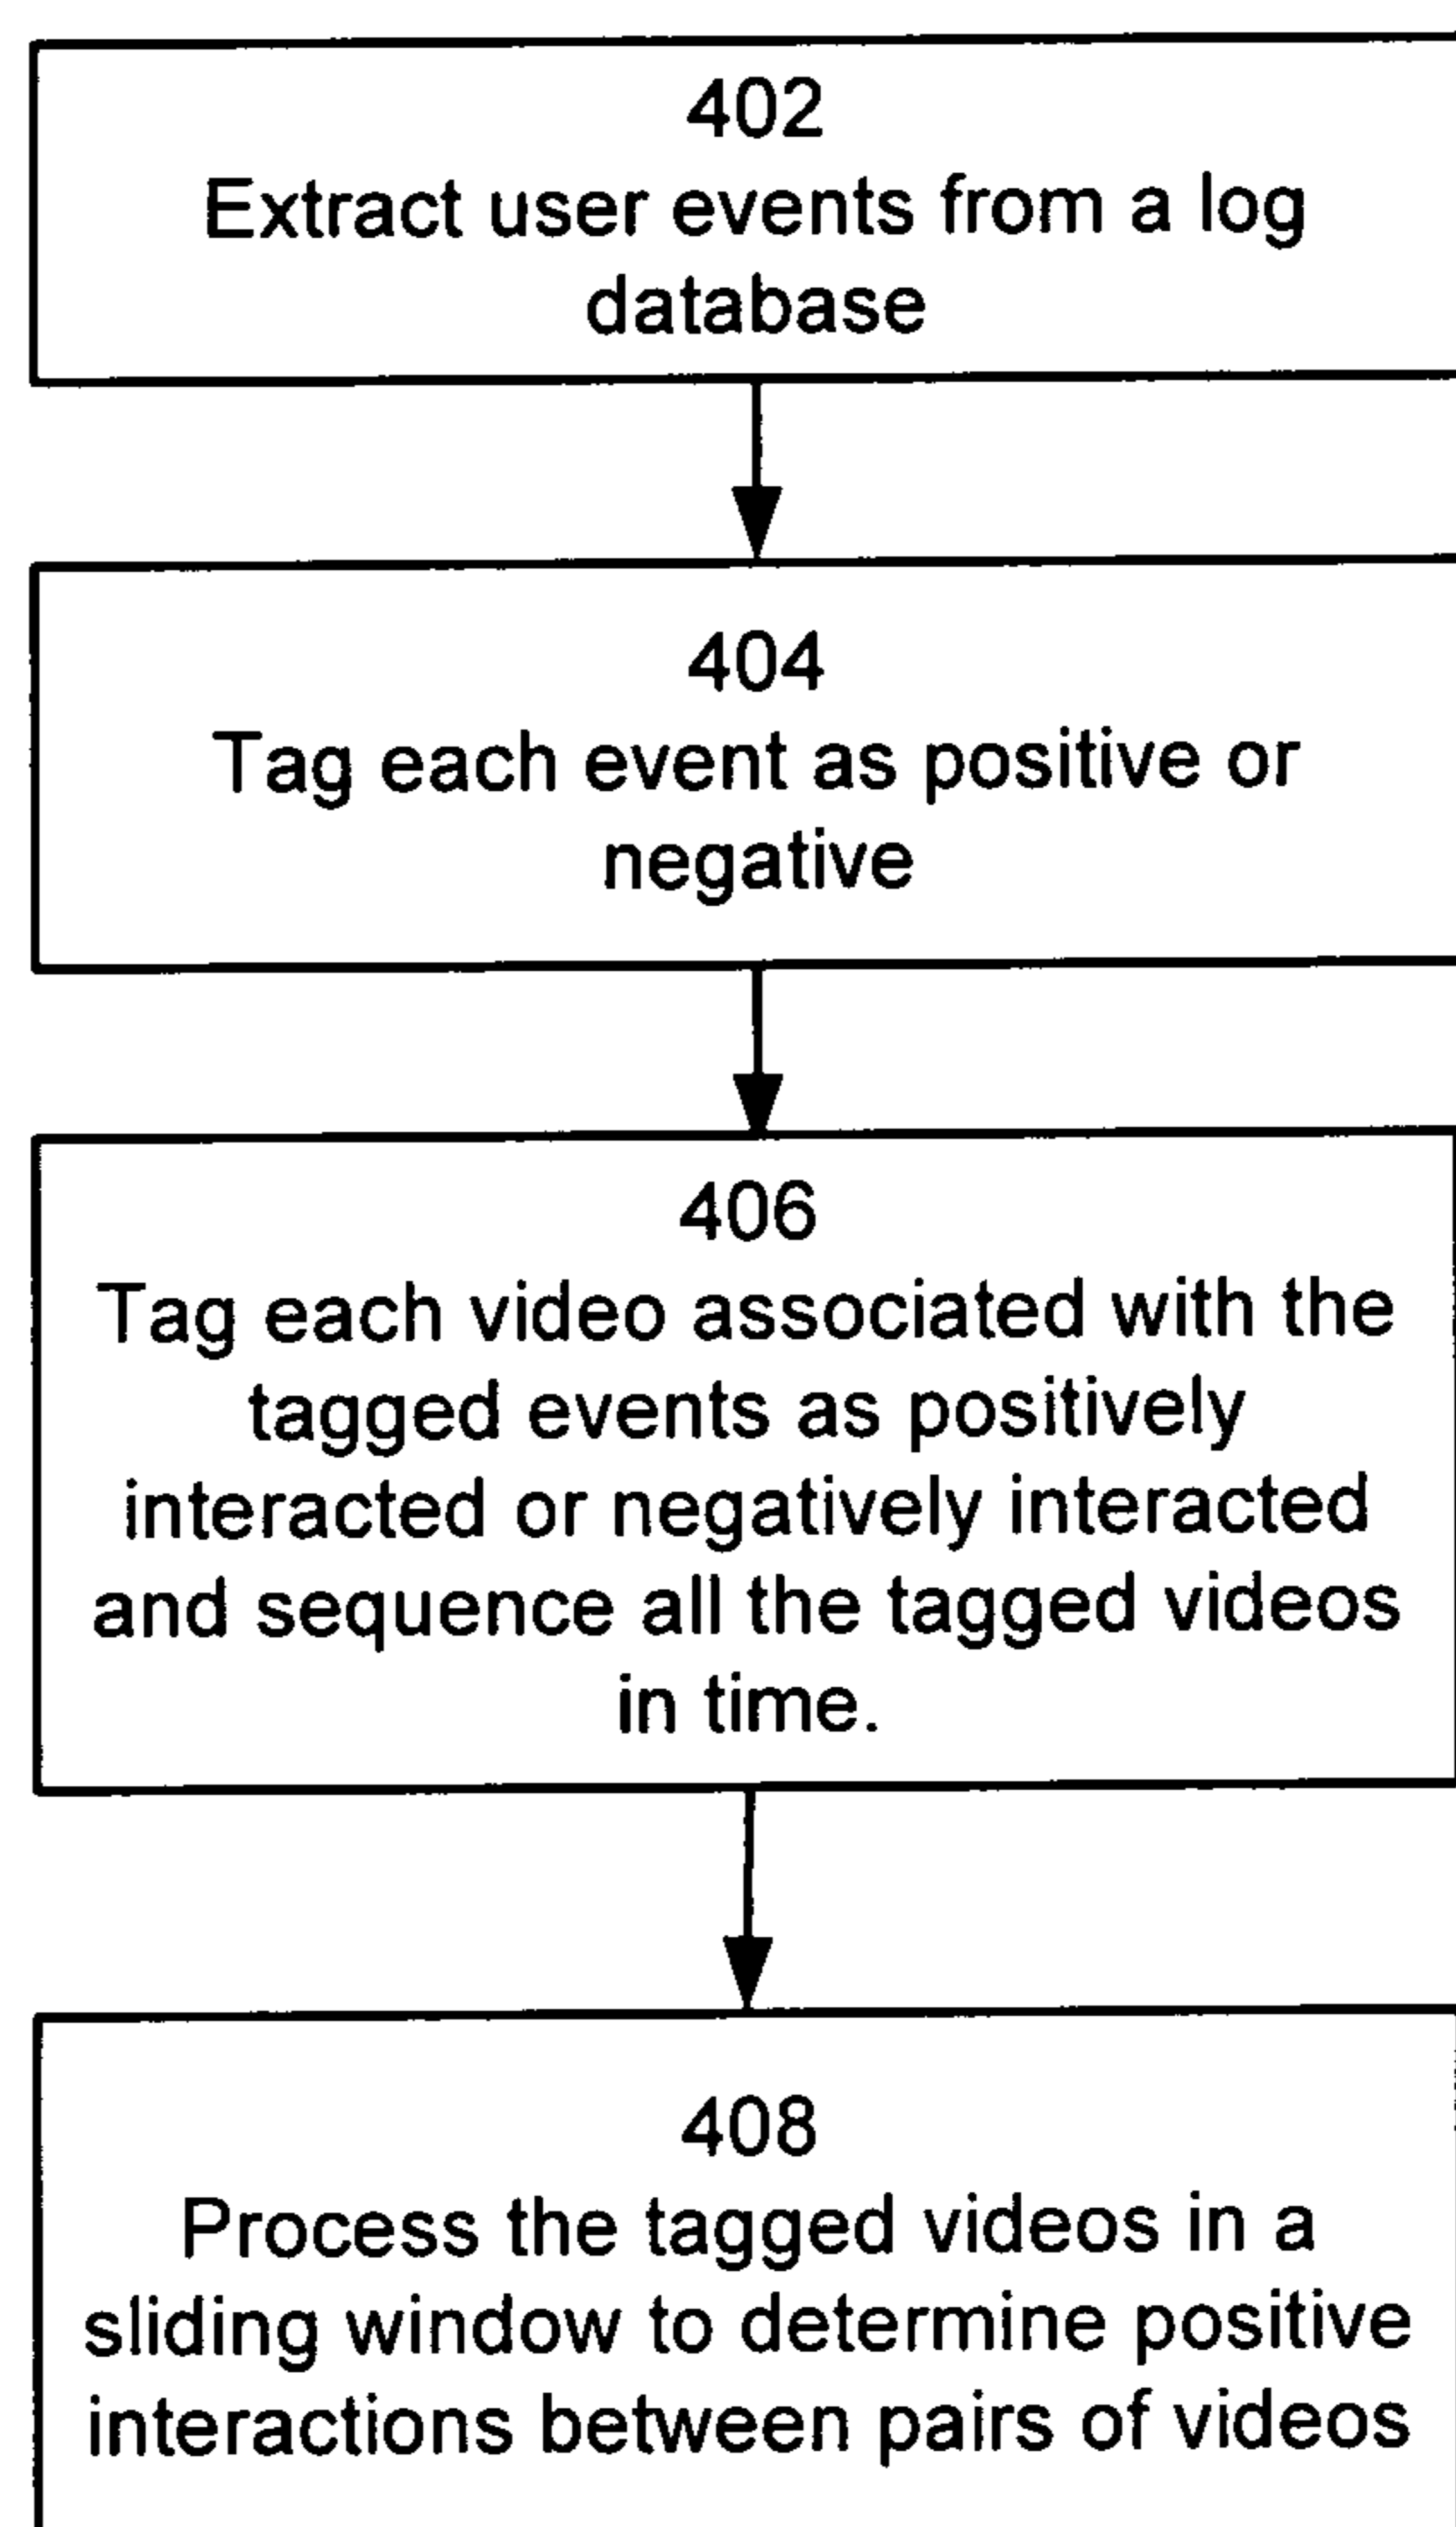 402
Extract user events from a log
database
404
Tag each event as positive or
negative
406
Tag each video associated with the
tagged events as positively
interacted or negatively interacted
and sequence all the tagged videos
in time.
408
Process the tagged videos in a
sliding window to determine positive
interactions between pairs of videos